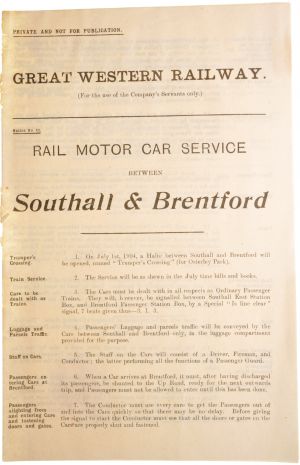 PRIVATE AND NOT FOR PUBLICATION.
GREAT WESTERN RAILWAY.
(For the use of the Company's Servants only.)
RAIL MOTOR CAR SERVICE
BETWEEN
Southall & Brentford
Trumper's Crossing.
1. On July 1st, 1904, a Halte between Southall and Brentford will
be opened, named "Trumper's Crossing" (for Osterley Park).
Train Service.
2. The Service will be as shewn in the July time bills and books.
Cars to be dealt with as Trains.
3. The Cars must be dealt with in all respects as Ordinary Passenger
Trains. They will, however, be signalled between Southall East Station
Box, and Brentford Station Box, by a Special "Is line clear"
signal, 7 beats given thus—3. 1. 3.
Luggage and Parcels Traffic.
4. Passengers' Luggage and parcels traffic will be conveyed by the
Cars between Southall and Brentford only, in the luggage compartment
provided for the purpose.
Staff on Cars.
5. The Staff on the Cars will consist of a Driver, Fireman, and
Conductor; the latter performing all the functions of a Passenger Guard.
Passengers entering Cars at Brentford.
6. When a Car arrives at Brentford, it must, after having discharged
its passengers, be shunted to the Up Road, ready for the next outwards
trip, and Passengers must not be allowed to enter until this has been done.
Passengers alighting from and entering Cars and fastening doors and gates.
7. The Conductor must use every care to get the Passengers out of
and into the Cars quickly so that there may be no delay. Before giving
the signal to start the Conductor must see that all the doors or gates on the
Car are properly shut and fastened.